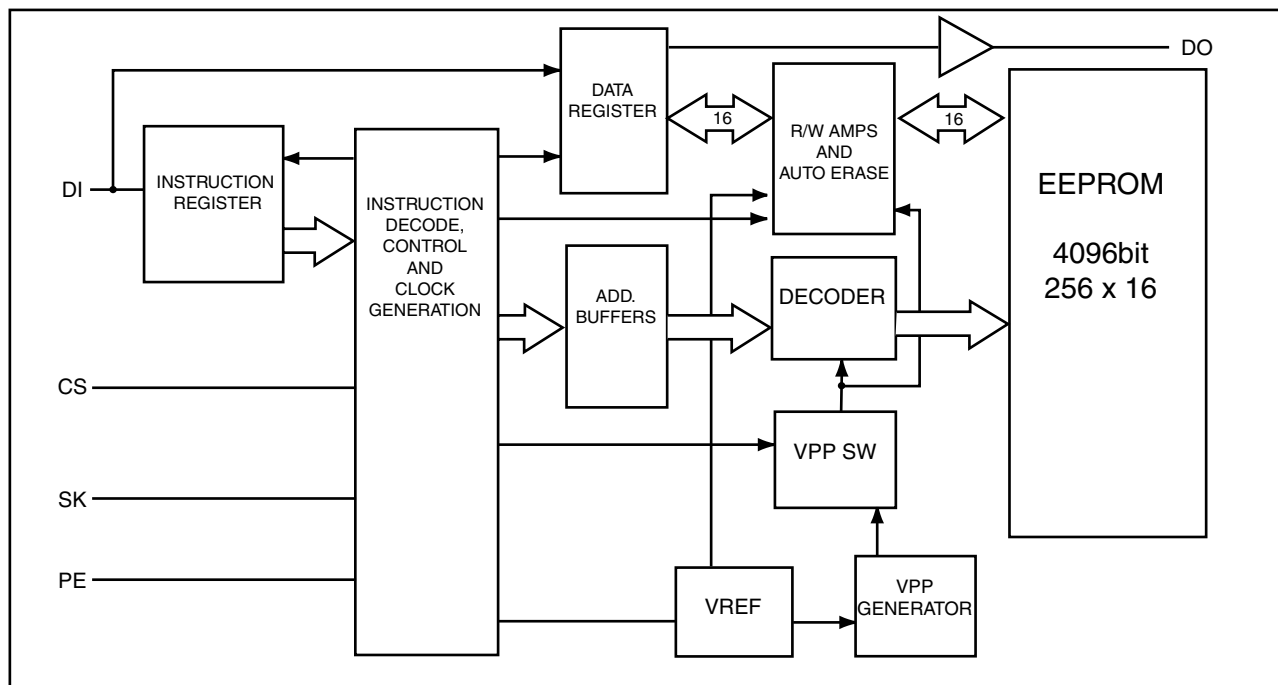 DO
DATA
REGISTER
16
R/W AMPS
AND
AUTO ERASE
16
EEPROM
4096bit
256 x 16
DI
INSTRUCTION
REGISTER
INSTRUCTION
DECODE,
CONTROL
AND
CLOCK
GENERATION
ADD.
BUFFERS
DECODER
CS
VPP SW
SK
PE
VREF
VPP
GENERATOR